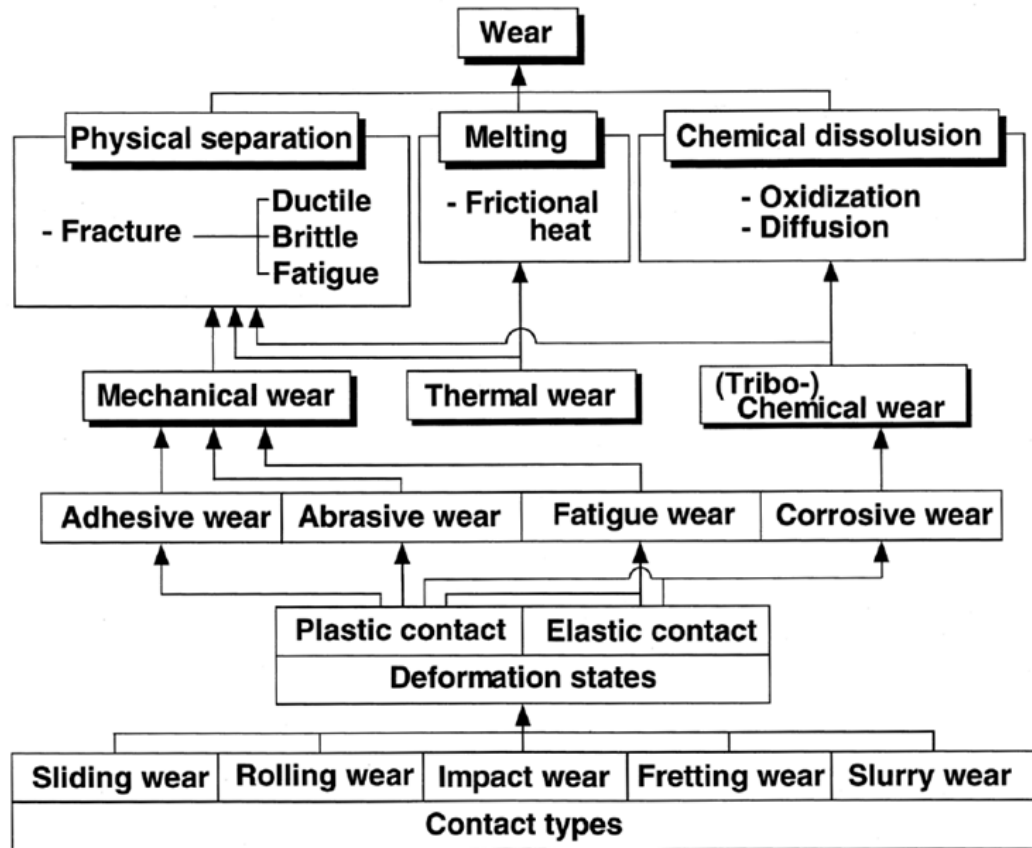 Wear
Physical separation
Melting
Chemical dissolusion
- Fracture
Ductile
Brittle
Fatigue
- Frictional
heat
- Oxidization
- Diffusion
Mechanical wear
Thermal wear
(Tribo-)
Chemical wear
Adhesive wear
Abrasive wear
Fatigue wear
Corrosive wear
Plastic contact
Elastic contact
Deformation states
Sliding wear
Rolling wear
Impact wear
Fretting wear
Slurry wear
Contact types